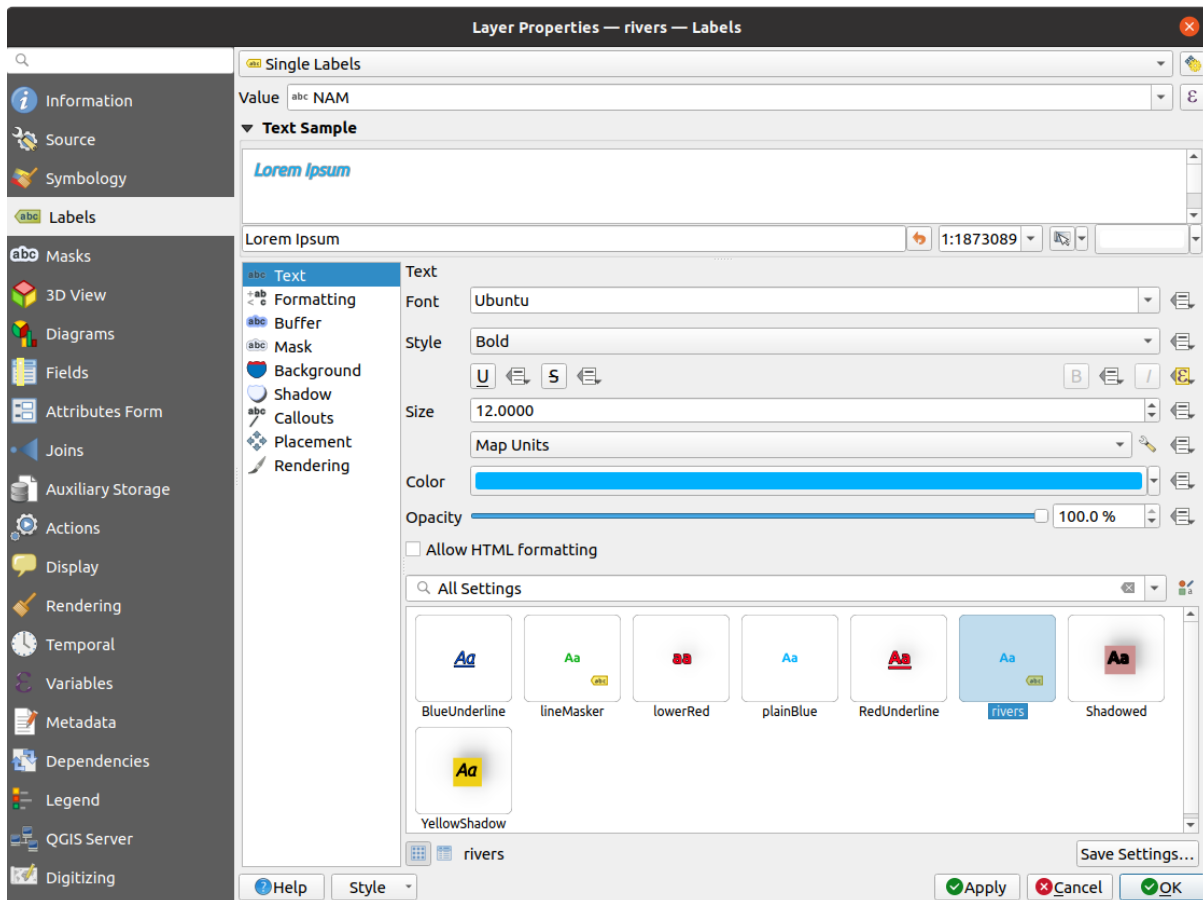 Layer Properties — rivers — Labels
Single Labels
Information
Source
Symbology
Labels
Masks
3D View
Diagrams
Fields
Attributes Form
Joins
Auxiliary Storage
Actions
Display
Rendering
Temporal
Variables
Metadata
Dependencies
Legend
QGIS Server
Digitizing
Value abc NAM
Text Sample
Lorem Ipsum
Lorem Ipsum
1:1873089
Text
Formatting
Buffer
Mask
Background
Shadow
Callouts
Placement
Rendering
Text
Font Ubuntu
Style Bold
U S B I
Size 12.0000
Map Units
Color
Opacity 100.0 %
Allow HTML formatting
All Settings
Aa Aa aa Aa Aa Aa Aa
BlueUnderline lineMasker lowerRed plainBlue RedUnderline rivers Shadowed
Aa
YellowShadow
rivers
Save Settings...
Help Style Apply Cancel OK